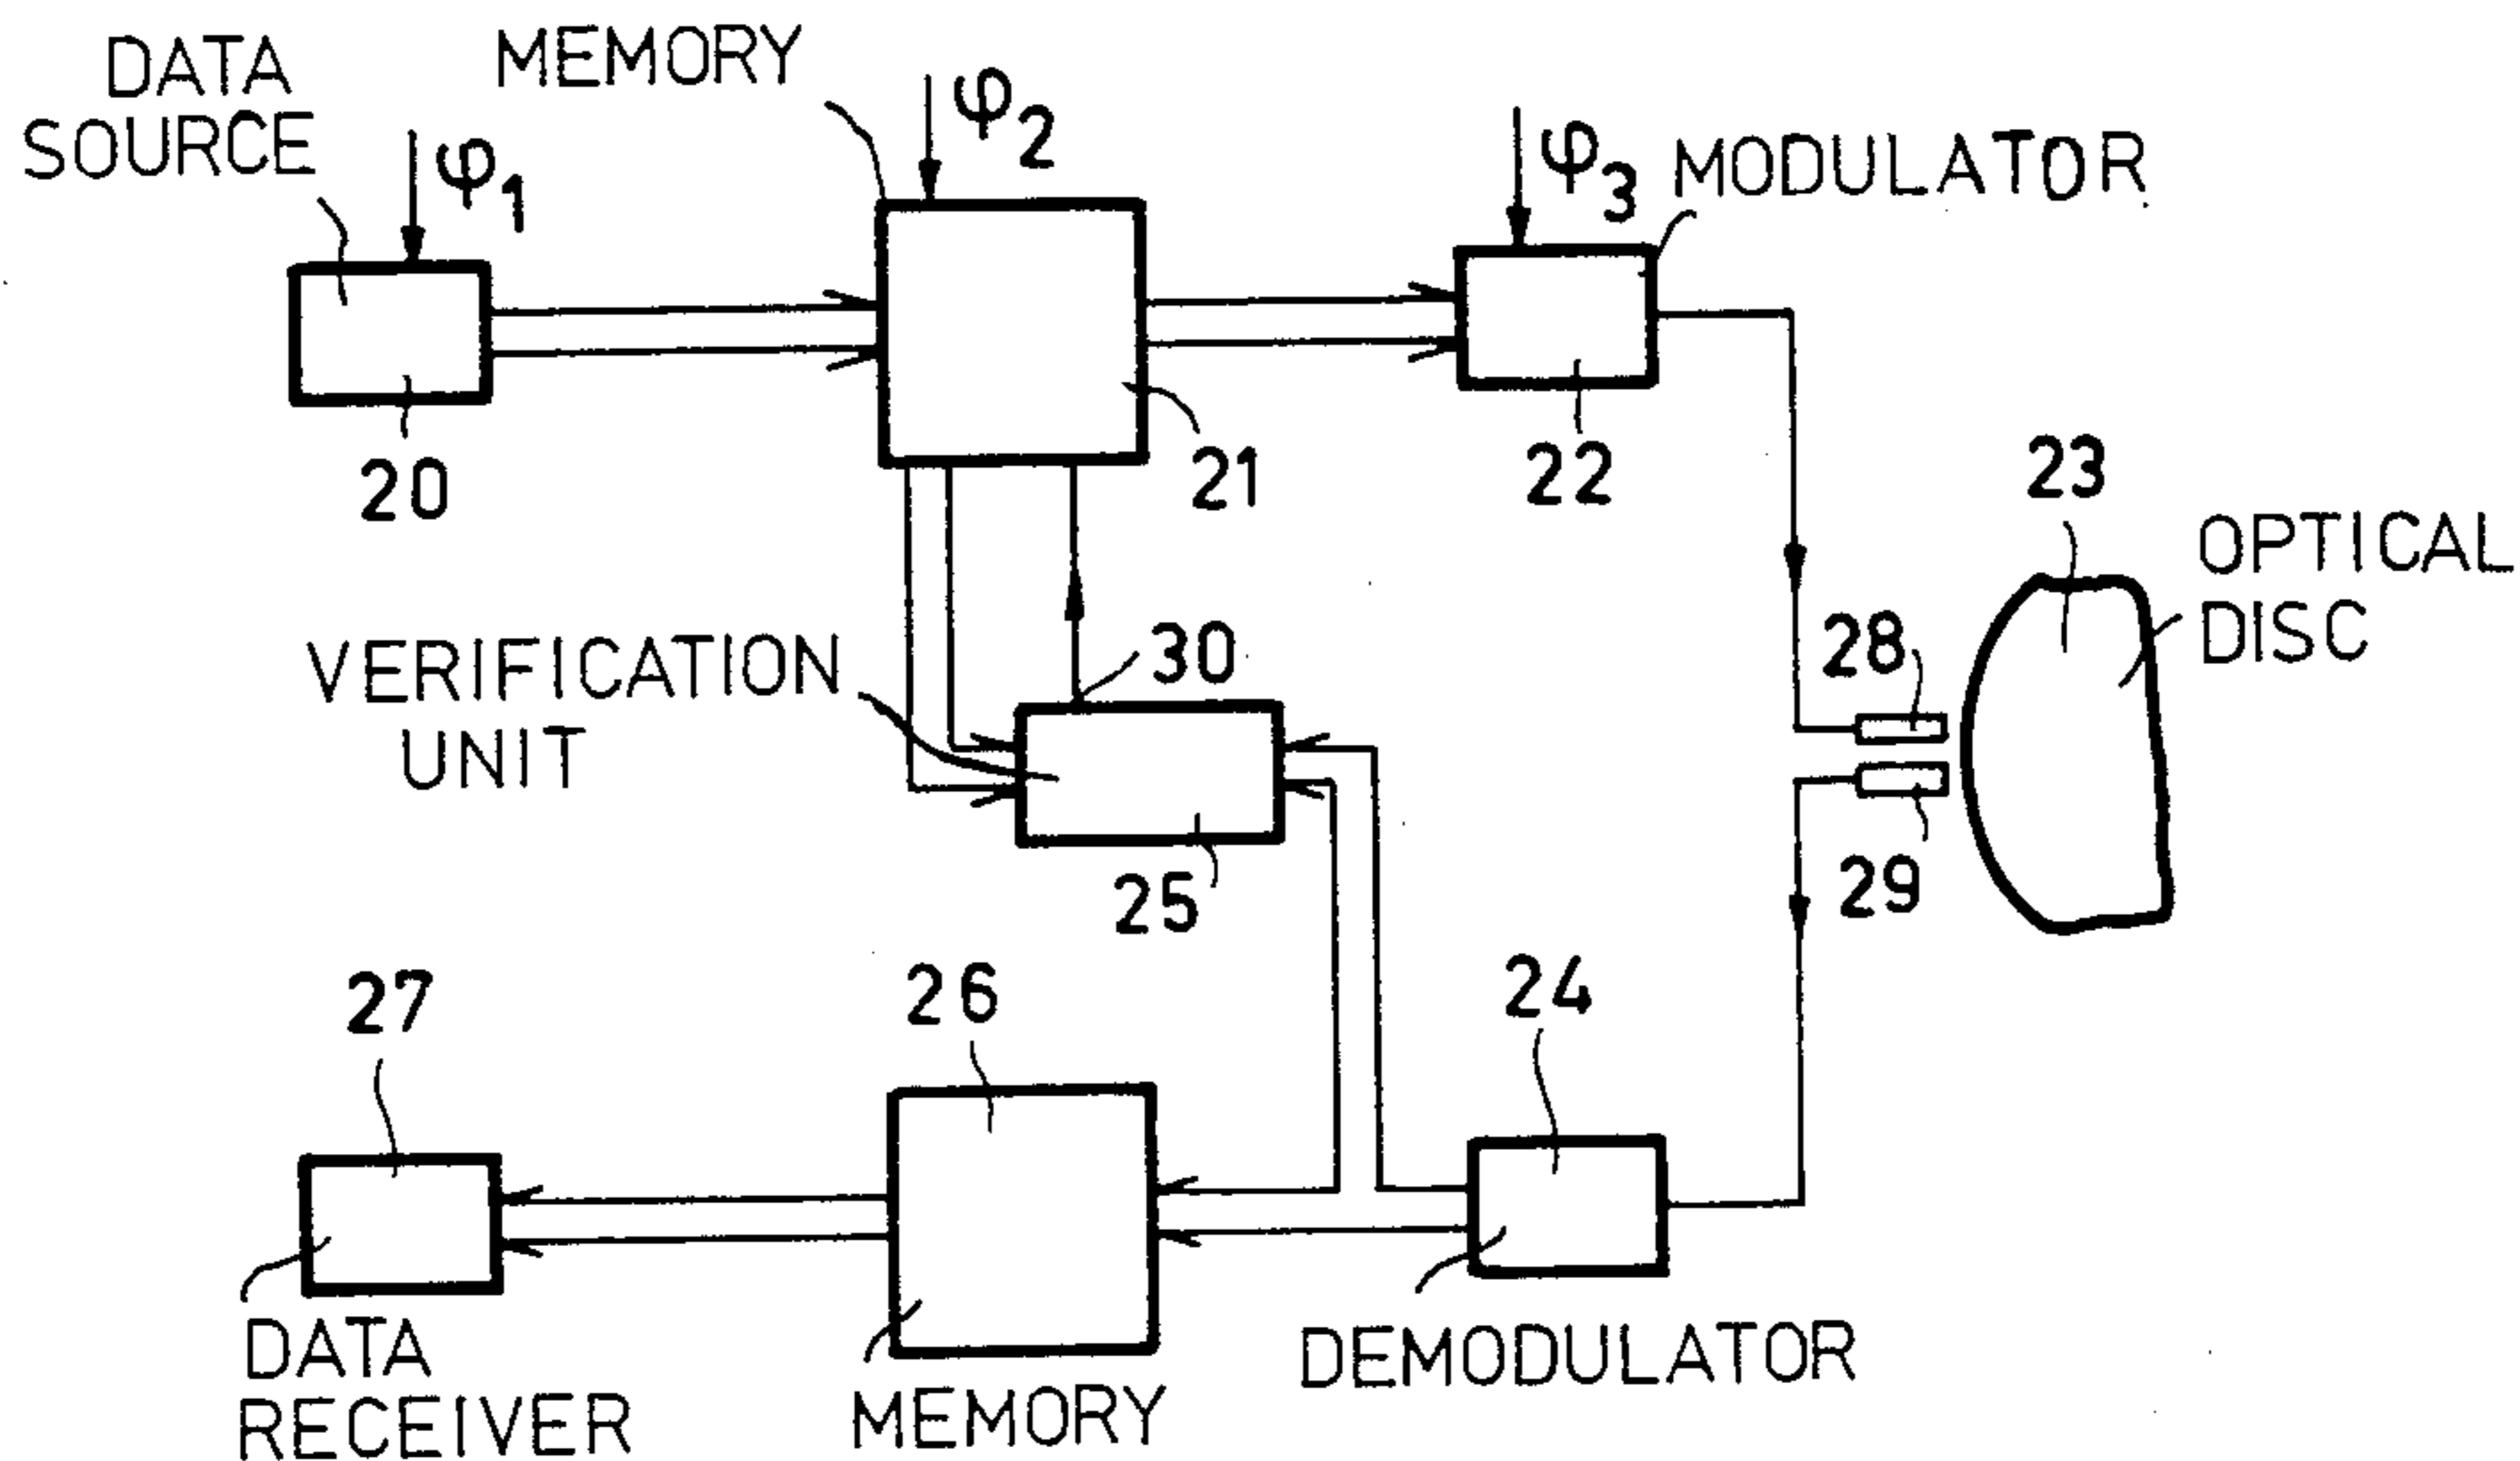 DATA
SOURCE
MEMORY
φ1
φ2
φ3
MODULATOR
20
21
22
23
OPTICAL
DISC
VERIFICATION
UNIT
30
28
25
29
27
26
24
DATA
RECEIVER
MEMORY
DEMODULATOR